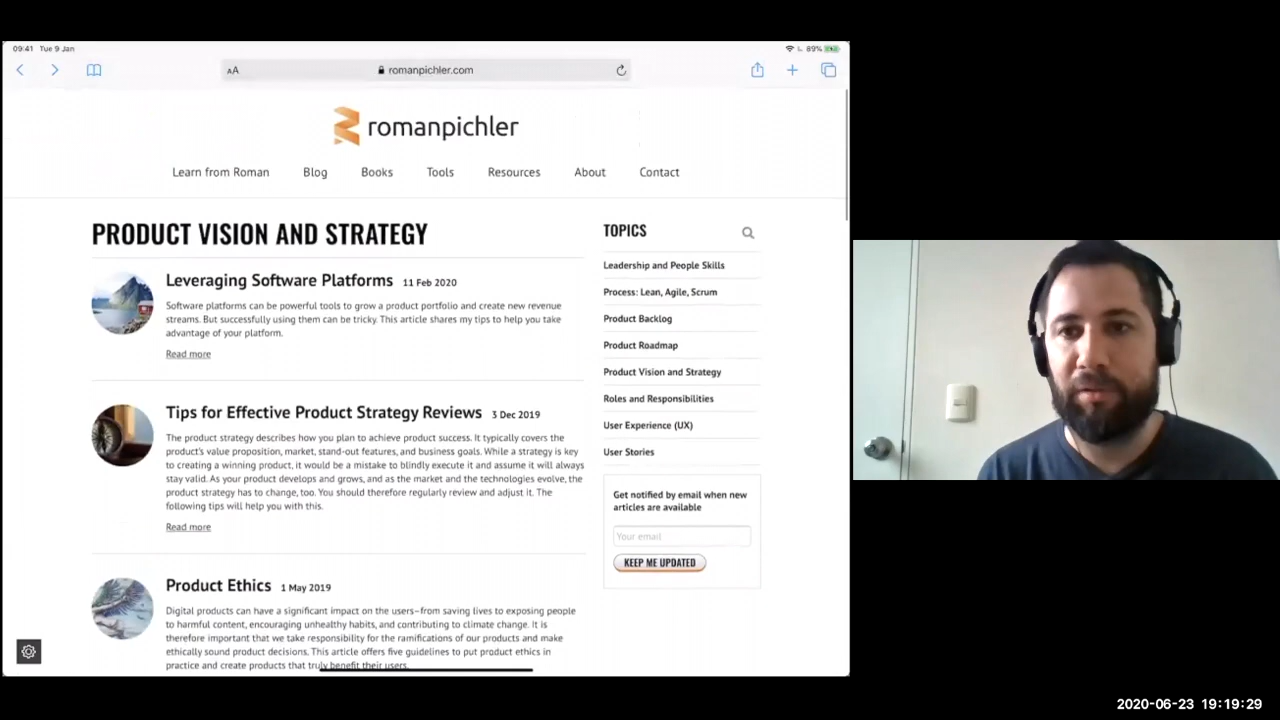 09:41 Tue 9 Jan
89%
AA
romanpichler.com
romanpichler
Learn from Roman Blog Books Tools Resources About Contact
PRODUCT VISION AND STRATEGY
Leveraging Software Platforms 11 Feb 2020
Software platforms can be powerful tools to grow a product portfolio and create new revenue
streams. But successfully using them can be tricky. This article shares my tips to help you take
advantage of your platform.
Read more
Tips for Effective Product Strategy Reviews 3 Dec 2019
The product strategy describes how you plan to achieve product success. It typically covers the
product's value proposition, market, stand-out features, and business goals. While a strategy is key
to creating a winning product, it would be a mistake to blindly execute it and assume it will always
stay valid. As your product develops and grows, and as the market and the technologies evolve, the
product strategy has to change, too. You should therefore regularly review and adjust it. The
following tips will help you with this.
Read more
Product Ethics 1 May 2019
Digital products can have a significant impact on the users–from saving lives to exposing people
to harmful content, encouraging unhealthy habits, and contributing to climate change. It is
therefore important that we take responsibility for the ramifications of our products and make
ethically sound product decisions. This article offers five guidelines to put product ethics in
practice and create products that truly benefit their users.
TOPICS
Leadership and People Skills
Process: Lean, Agile, Scrum
Product Backlog
Product Roadmap
Product Vision and Strategy
Roles and Responsibilities
User Experience (UX)
User Stories
Get notified by email when new
articles are available
Your email
KEEP ME UPDATED
2020-06-23 19:19:29